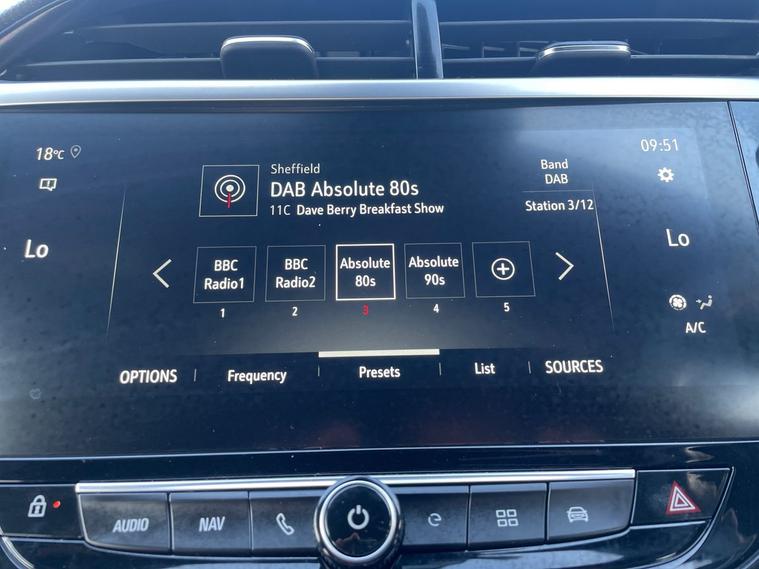 18°C
09:51
Sheffield
DAB Absolute 80s
11C Dave Berry Breakfast Show
Band
DAB
Station 3/12
Lo
Lo
BBC
Radio1
BBC
Radio2
Absolute
80s
Absolute
90s
1
2
3
4
5
A/C
OPTIONS
Frequency
Presets
List
SOURCES
AUDIO
NAV